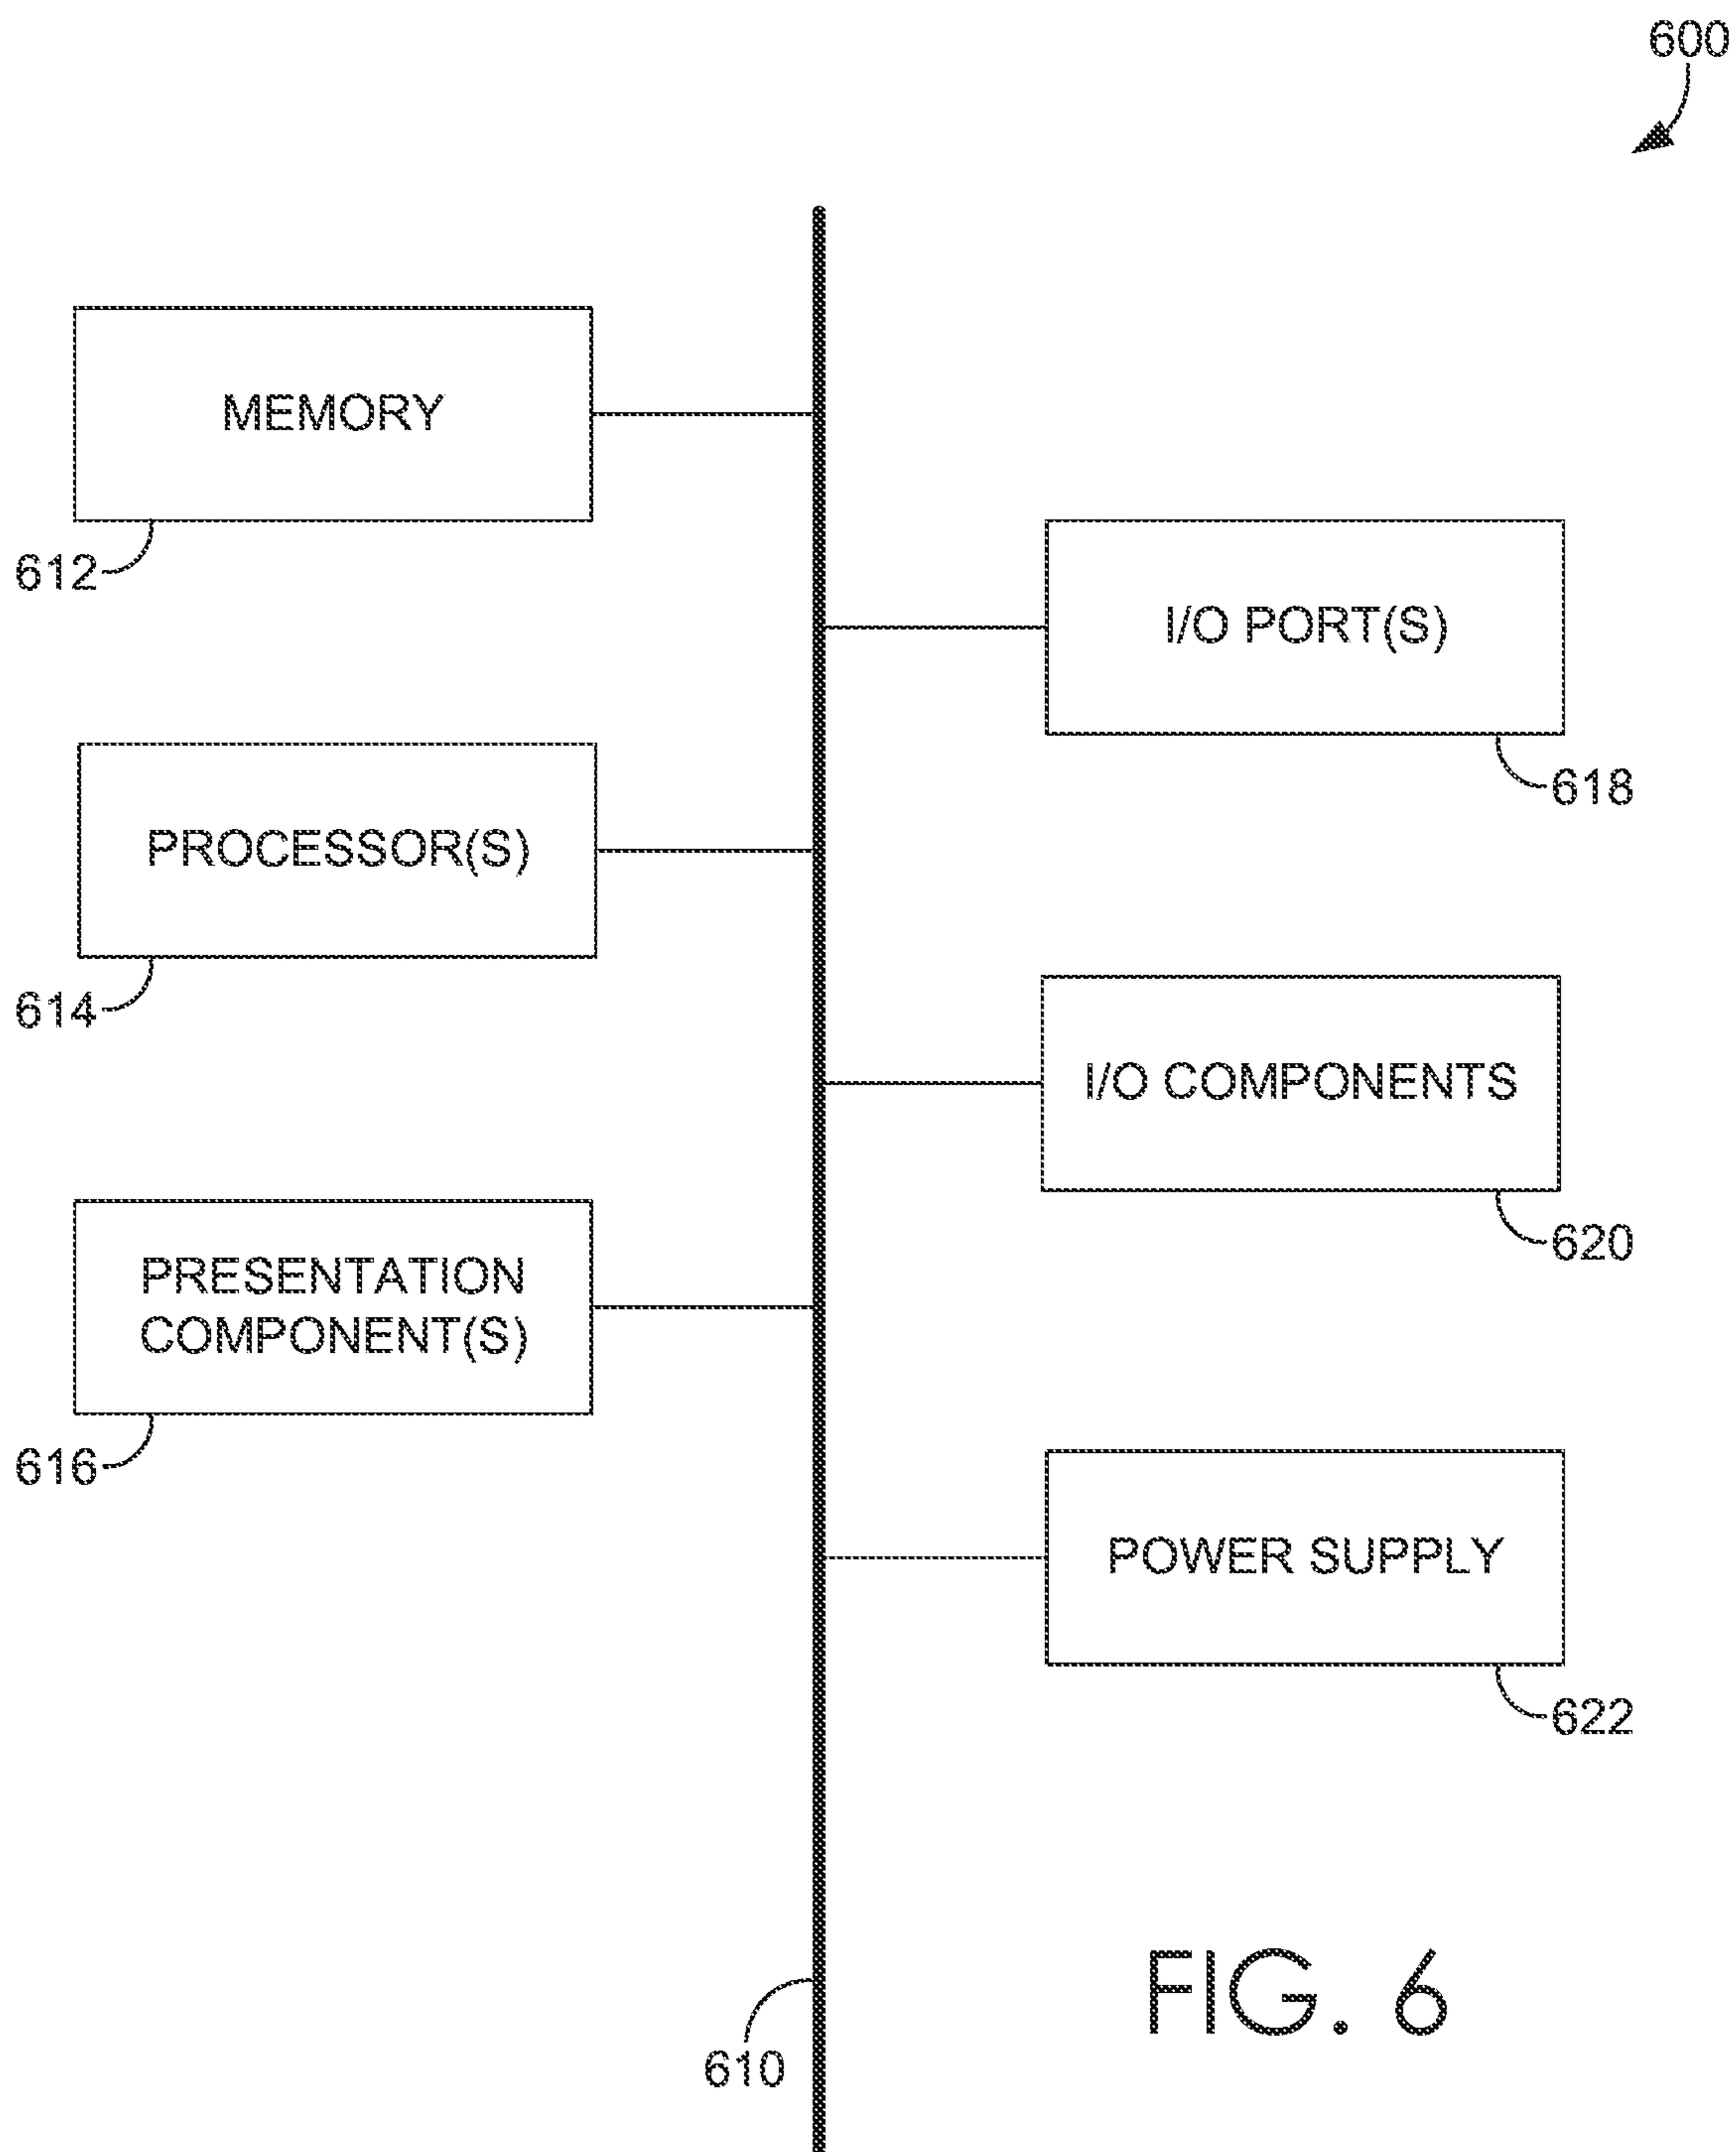 600
MEMORY
612
I/O PORT(S)
618
PROCESSOR(S)
614
I/O COMPONENTS
620
PRESENTATION
COMPONENT(S)
616
POWER SUPPLY
622
610
FIG. 6